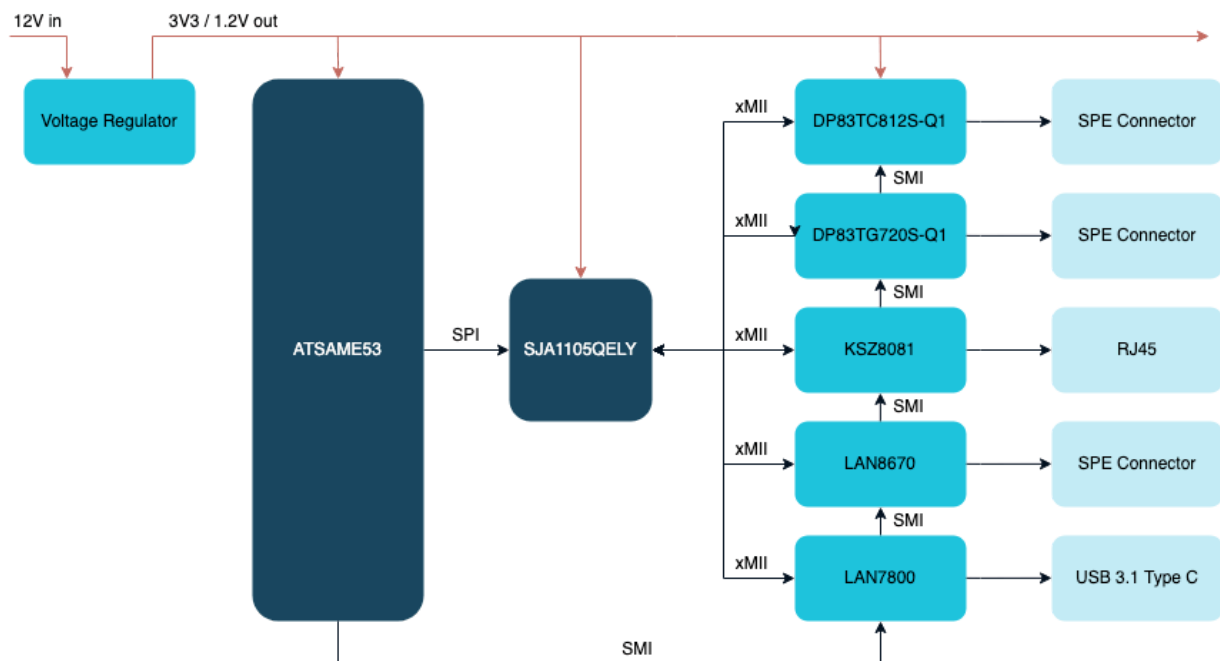 12V in
3V3 / 1.2V out
Voltage Regulator
ATSAME53
SPI
SJA1105QELY
xMII
DP83TC812S-Q1
SPE Connector
SMI
xMII
DP83TG720S-Q1
SPE Connector
SMI
xMII
KSZ8081
RJ45
SMI
xMII
LAN8670
SPE Connector
SMI
xMII
LAN7800
USB 3.1 Type C
SMI